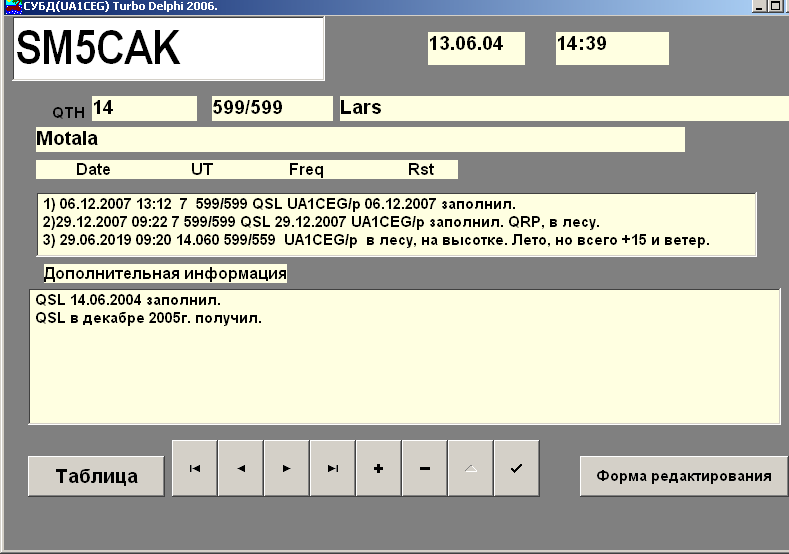 СУБД(UA1CEG) Turbo Delphi 2006.
SM5CAK
13.06.04
14:39
QTH 14 599/599 Lars
Motala
Date UT Freq Rst
1) 06.12.2007 13:12 7 599/599 QSL UA1CEG/p 06.12.2007 заполнил.
2)29.12.2007 09:22 7 599/599 QSL 29.12.2007 UA1CEG/p заполнил. QRP, в лесу.
3) 29.06.2019 09:20 14.060 599/559 UA1CEG/p в лесу, на высотке. Лето, но всего +15 и ветер.
Дополнительная информация
QSL 14.06.2004 заполнил.
QSL в декабре 2005г. получил.
Таблица
Форма редактирования